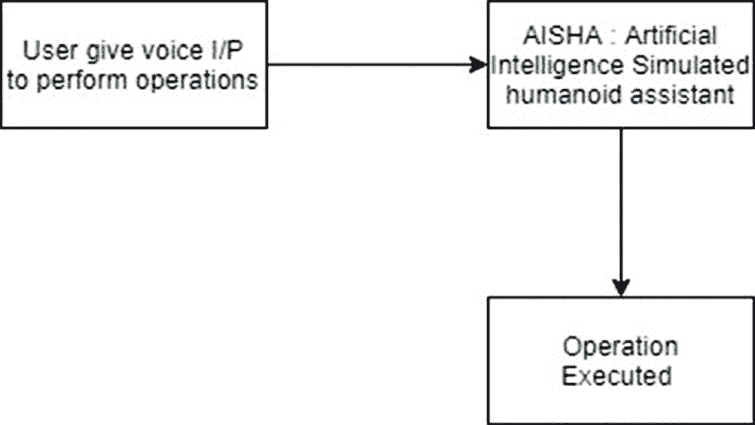 User give voice I/P
to perform operations
AISHA : Artificial
Intelligence Simulated
humanoid assistant
Operation
Executed